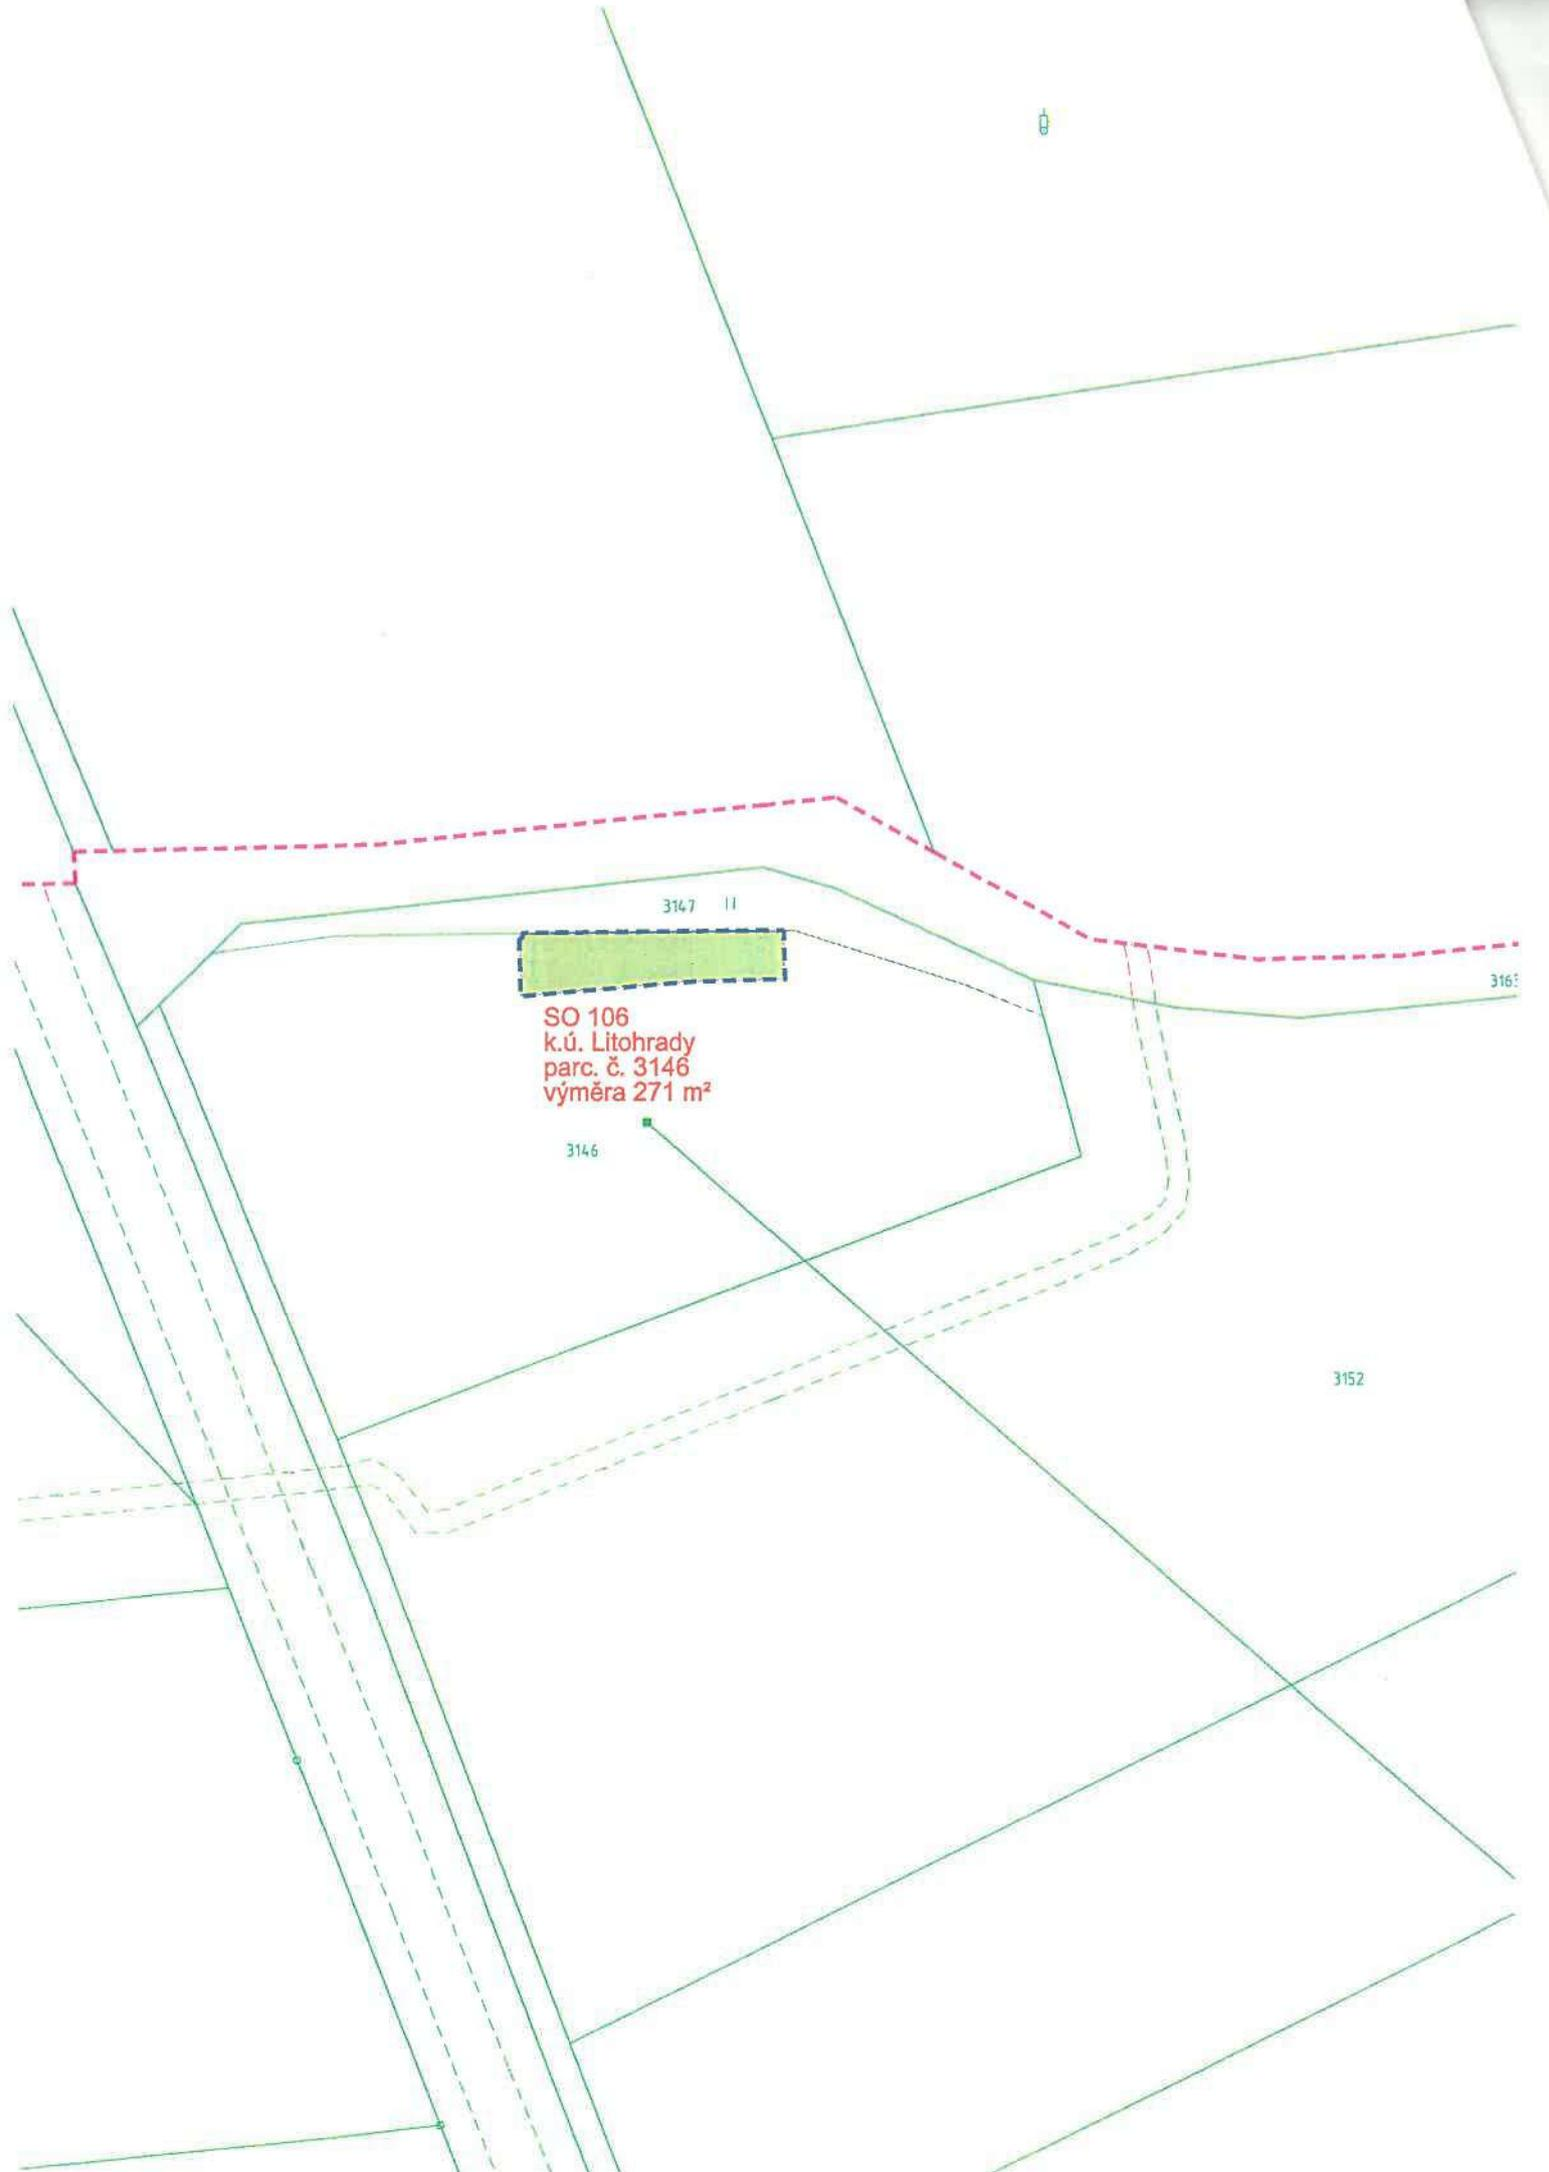 3147
SO 106
k.ú. Litohrady
parc. č. 3146
výměra 271 m²
3146
3152